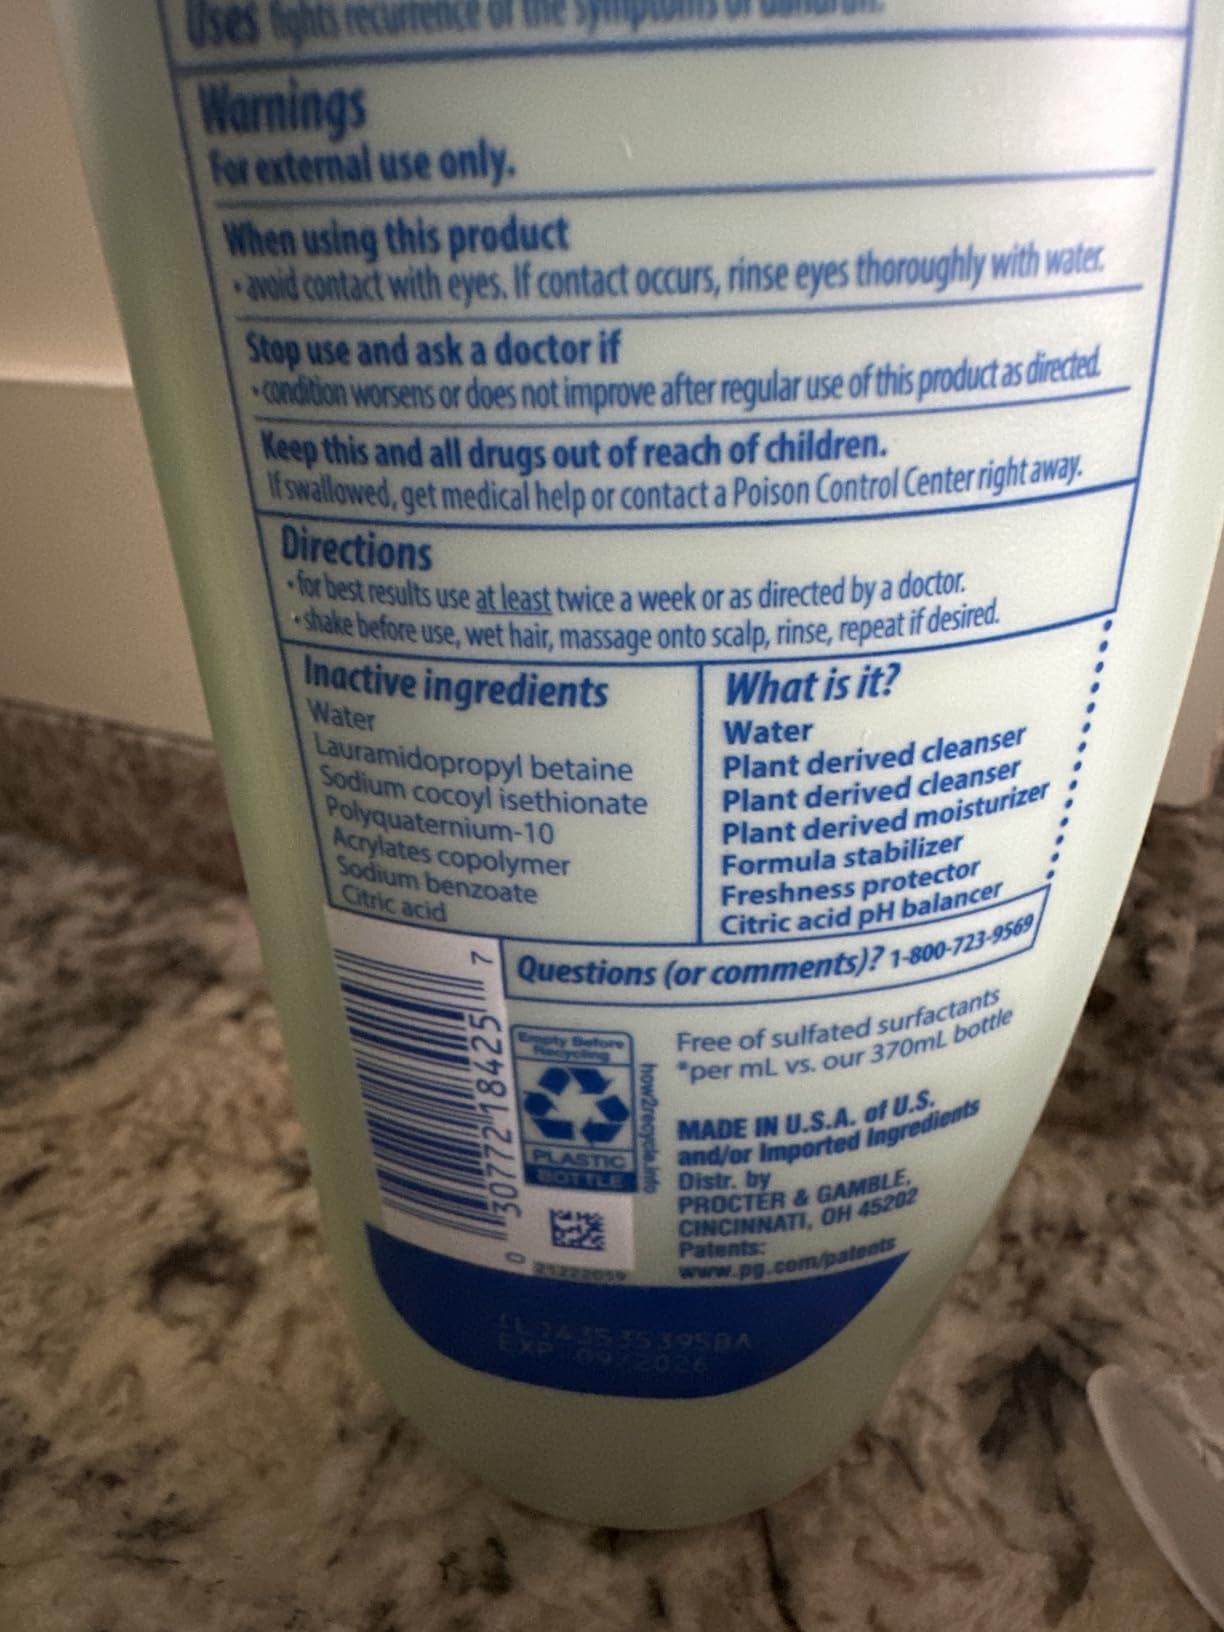 Uses fights recurrence of the symptoms of dandruff.
Warnings
For external use only.
When using this product
• avoid contact with eyes. If contact occurs, rinse eyes thoroughly with water.
Stop use and ask a doctor if
• condition worsens or does not improve after regular use of this product as directed.
Keep this and all drugs out of reach of children.
If swallowed, get medical help or contact a Poison Control Center right away.
Directions
• for best results use at least twice a week or as directed by a doctor.
• shake before use, wet hair, massage onto scalp, rinse, repeat if desired.
Inactive ingredients
Water
Lauramidopropyl betaine
Sodium cocoyl isethionate
Polyquaternium-10
Acrylates copolymer
Sodium benzoate
Citric acid
What is it?
Water
Plant derived cleanser
Plant derived cleanser
Plant derived moisturizer
Formula stabilizer
Freshness protector
Citric acid pH balancer
Questions (or comments)? 1-800-723-9569
0 30772 18425 7
Empty Before
Recycling
PLASTIC
BOTTLE
how2recycle.info
Free of sulfated surfactants
*per mL vs. our 370mL bottle
MADE IN U.S.A. of U.S.
and/or Imported Ingredients
Distr. by
PROCTER & GAMBLE,
CINCINNATI, OH 45202
Patents:
www.pg.com/patents
EXP 09/2026